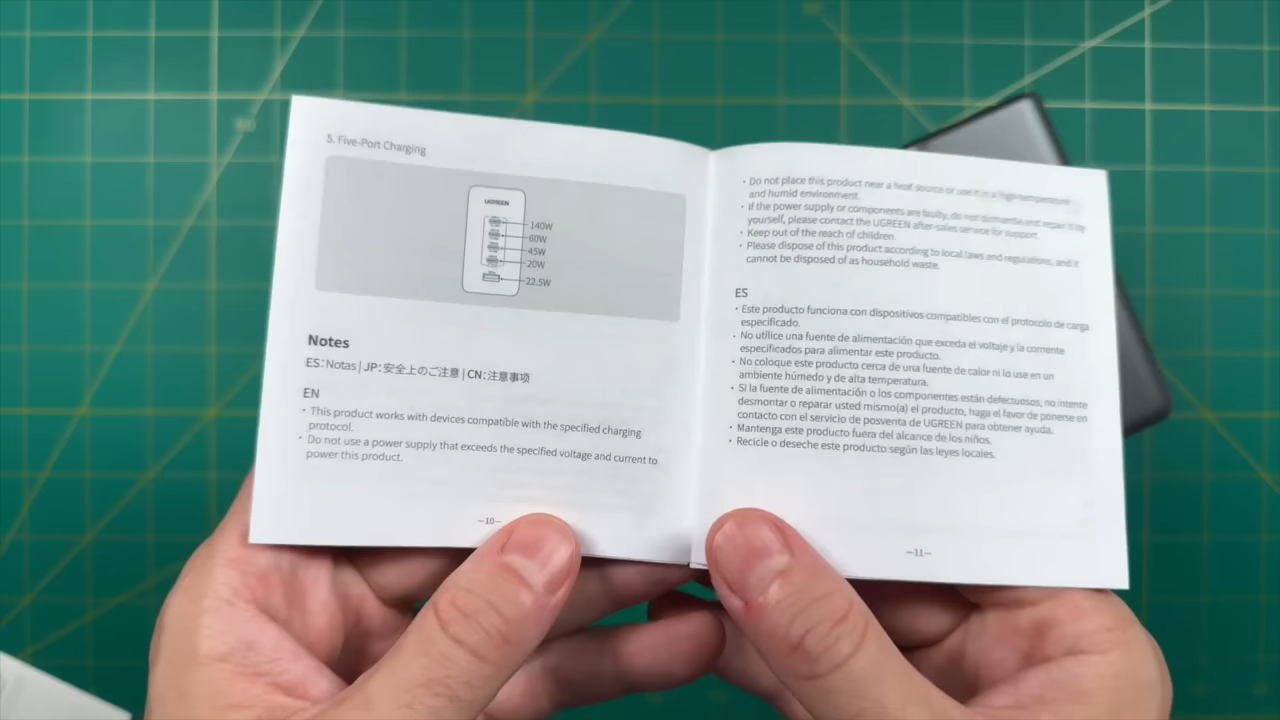 5. Five-Port Charging
UGREEN
140W
60W
45W
20W
22.5W
Notes
ES: Notas | JP: 安全上のご注意 | CN: 注意事项
EN
· This product works with devices compatible with the specified charging
protocol.
· Do not use a power supply that exceeds the specified voltage and current to
power this product.
—10—
· Do not place this product near a heat source or use it in a high-temperature
and humid environment.
· If the power supply or components are faulty, do not dismantle and repair it by
yourself, please contact the UGREEN after-sales service for support.
· Keep out of the reach of children.
· Please dispose of this product according to local laws and regulations, and it
cannot be disposed of as household waste.
ES
· Este producto funciona con dispositivos compatibles con el protocolo de carga
especificado.
· No utilice una fuente de alimentación que exceda el voltaje y la corriente
especificados para alimentar este producto.
· No coloque este producto cerca de una fuente de calor ni lo use en un
ambiente húmedo y de alta temperatura.
· Si la fuente de alimentación o los componentes están defectuosos, no intente
desmontar o reparar usted mismo(a) el producto, haga el favor de ponerse en
contacto con el servicio de posventa de UGREEN para obtener ayuda.
· Mantenga este producto fuera del alcance de los niños.
· Recicle o deseche este producto según las leyes locales.
—11—